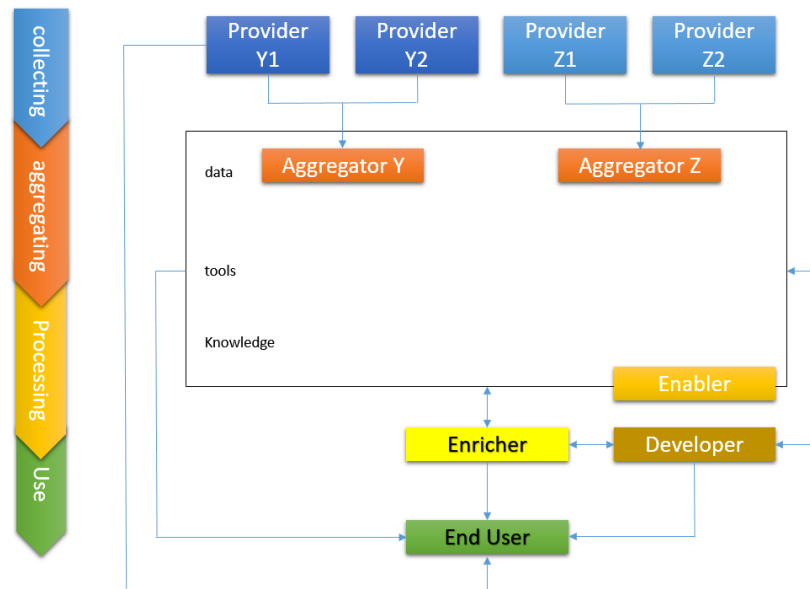 collecting
aggregating
Processing
Use
Provider
Y1
Provider
Y2
Provider
Z1
Provider
Z2
data
Aggregator Y
Aggregator Z
tools
Knowledge
Enabler
Enricher
Developer
End User